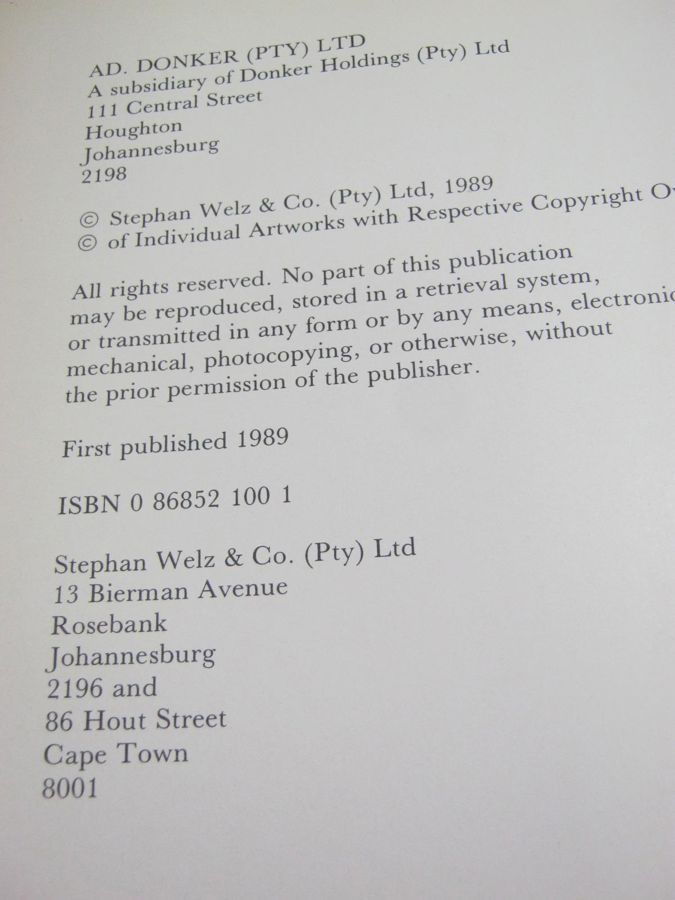 AD. DONKER (PTY) LTD
A subsidiary of Donker Holdings (Pty) Ltd
111 Central Street
Houghton
Johannesburg
2198
© Stephan Welz & Co. (Pty) Ltd, 1989
© of Individual Artworks with Respective Copyright
All rights reserved. No part of this publication
may be reproduced, stored in a retrieval system,
or transmitted in any form or by any means, electronic
mechanical, photocopying, or otherwise, without
the prior permission of the publisher.
First published 1989
ISBN 0 86852 100 1
Stephan Welz & Co. (Pty) Ltd
13 Bierman Avenue
Rosebank
Johannesburg
2196 and
86 Hout Street
Cape Town
8001